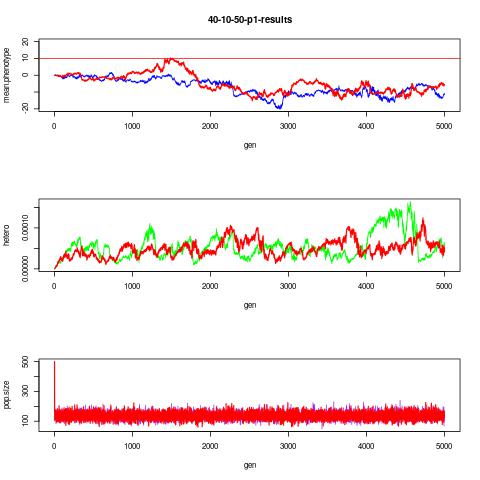 40-10-50-p1-results
mean.phenotype
20
10
0
-20
0 1000 2000 3000 4000 5000
gen
hetero
0.00010
0.00000
0 1000 2000 3000 4000 5000
gen
pop.size
500
300
100
0 1000 2000 3000 4000 5000
gen